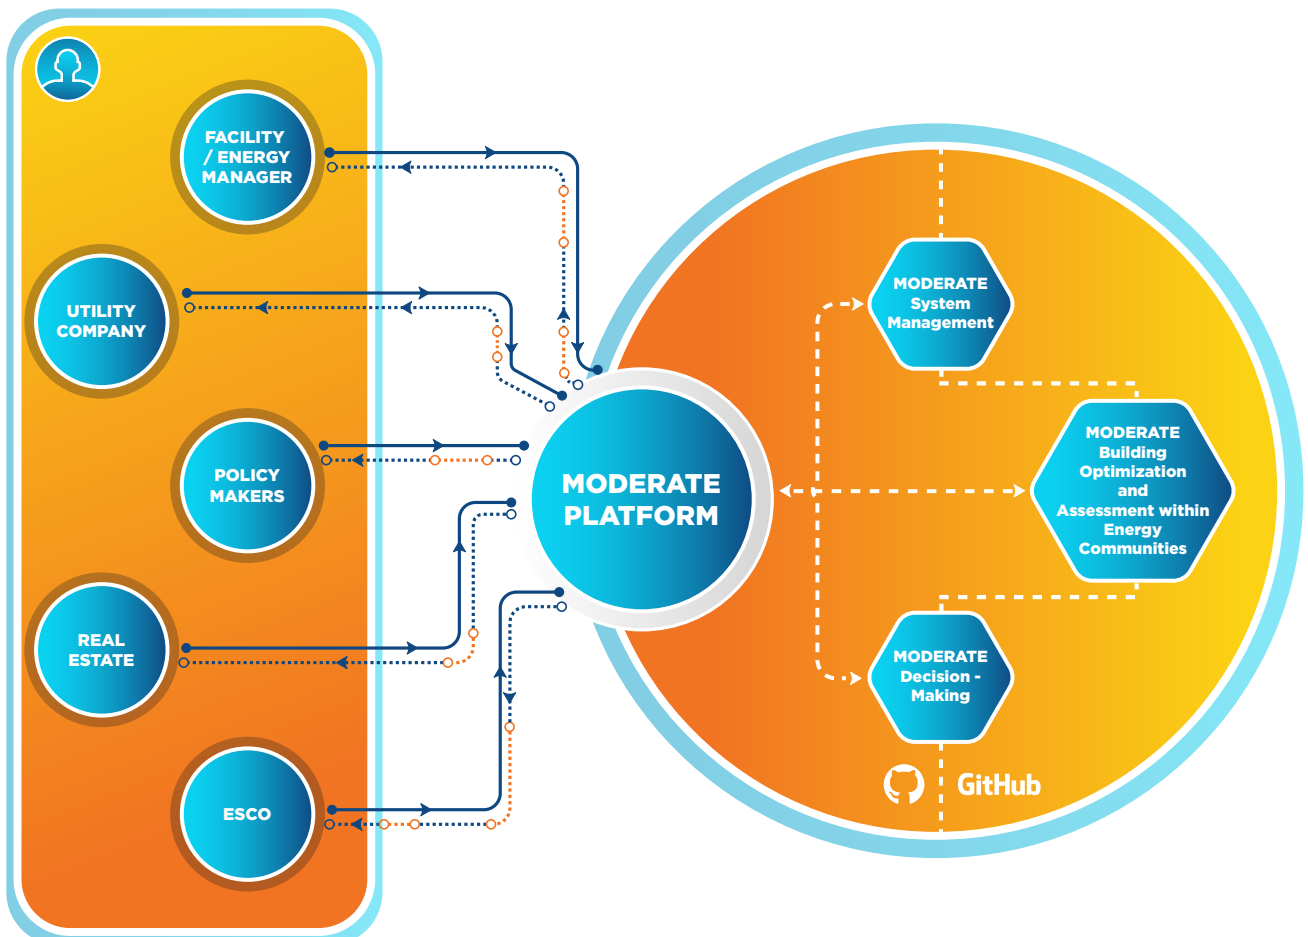 FACILITY
/ ENERGY
MANAGER
UTILITY
COMPANY
POLICY
MAKERS
REAL
ESTATE
ESCO
MODERATE
PLATFORM
MODERATE
System
Management
MODERATE
Building
Optimization
and
Assessment within
Energy
Communities
MODERATE
Decision -
Making
GitHub